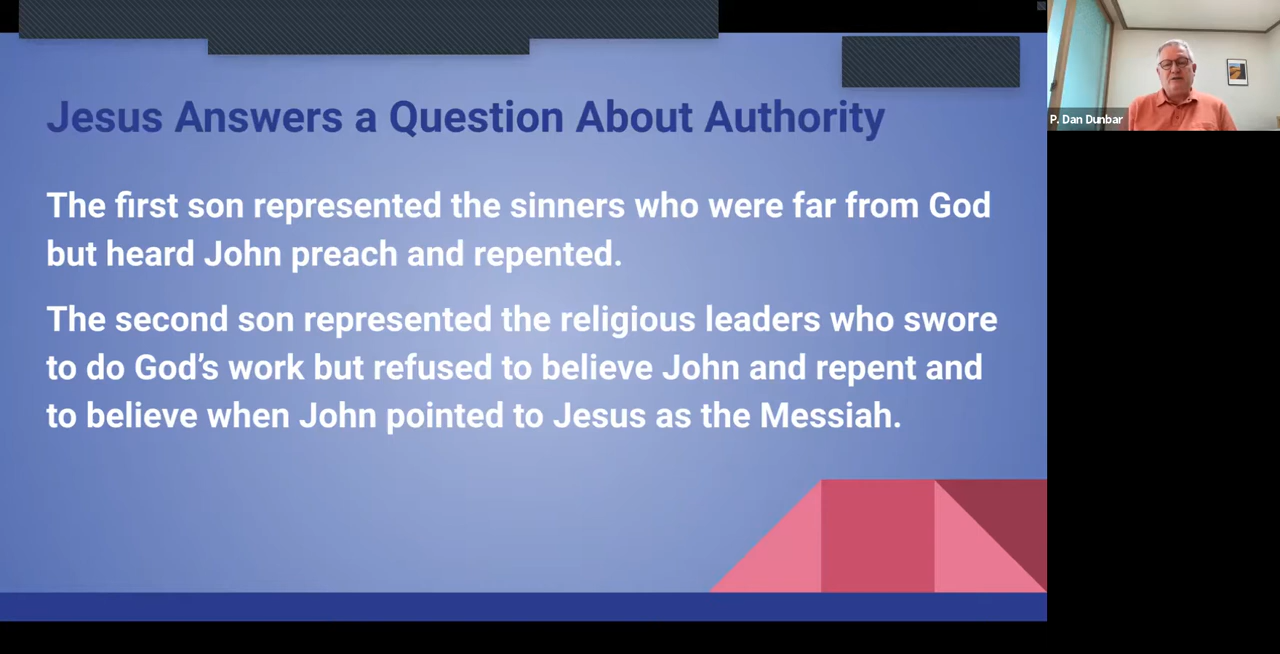 Jesus Answers a Question About Authority
The first son represented the sinners who were far from God
but heard John preach and repented.
The second son represented the religious leaders who swore
to do God’s work but refused to believe John and repent and
to believe when John pointed to Jesus as the Messiah.
P. Dan Dunbar